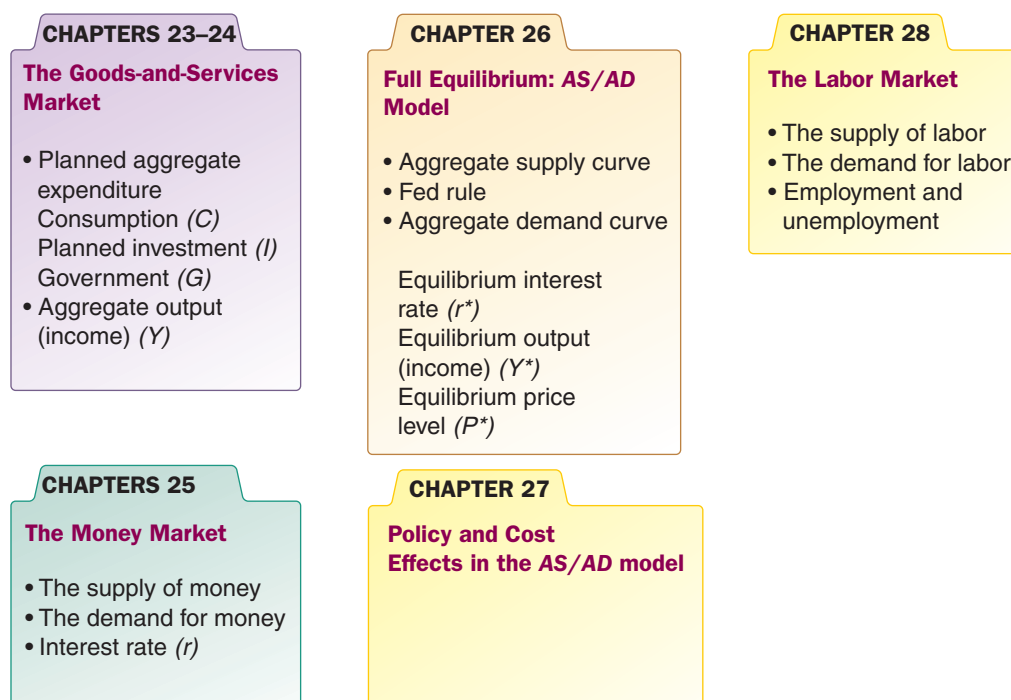 CHAPTERS 23–24
The Goods-and-Services
Market
• Planned aggregate
expenditure
Consumption (C)
Planned investment (I)
Government (G)
• Aggregate output
(income) (Y)
CHAPTER 26
Full Equilibrium: AS/AD
Model
• Aggregate supply curve
• Fed rule
• Aggregate demand curve
Equilibrium interest
rate (r*)
Equilibrium output
(income) (Y*)
Equilibrium price
level (P*)
CHAPTER 28
The Labor Market
• The supply of labor
• The demand for labor
• Employment and
unemployment
CHAPTERS 25
The Money Market
• The supply of money
• The demand for money
• Interest rate (r)
CHAPTER 27
Policy and Cost
Effects in the AS/AD model